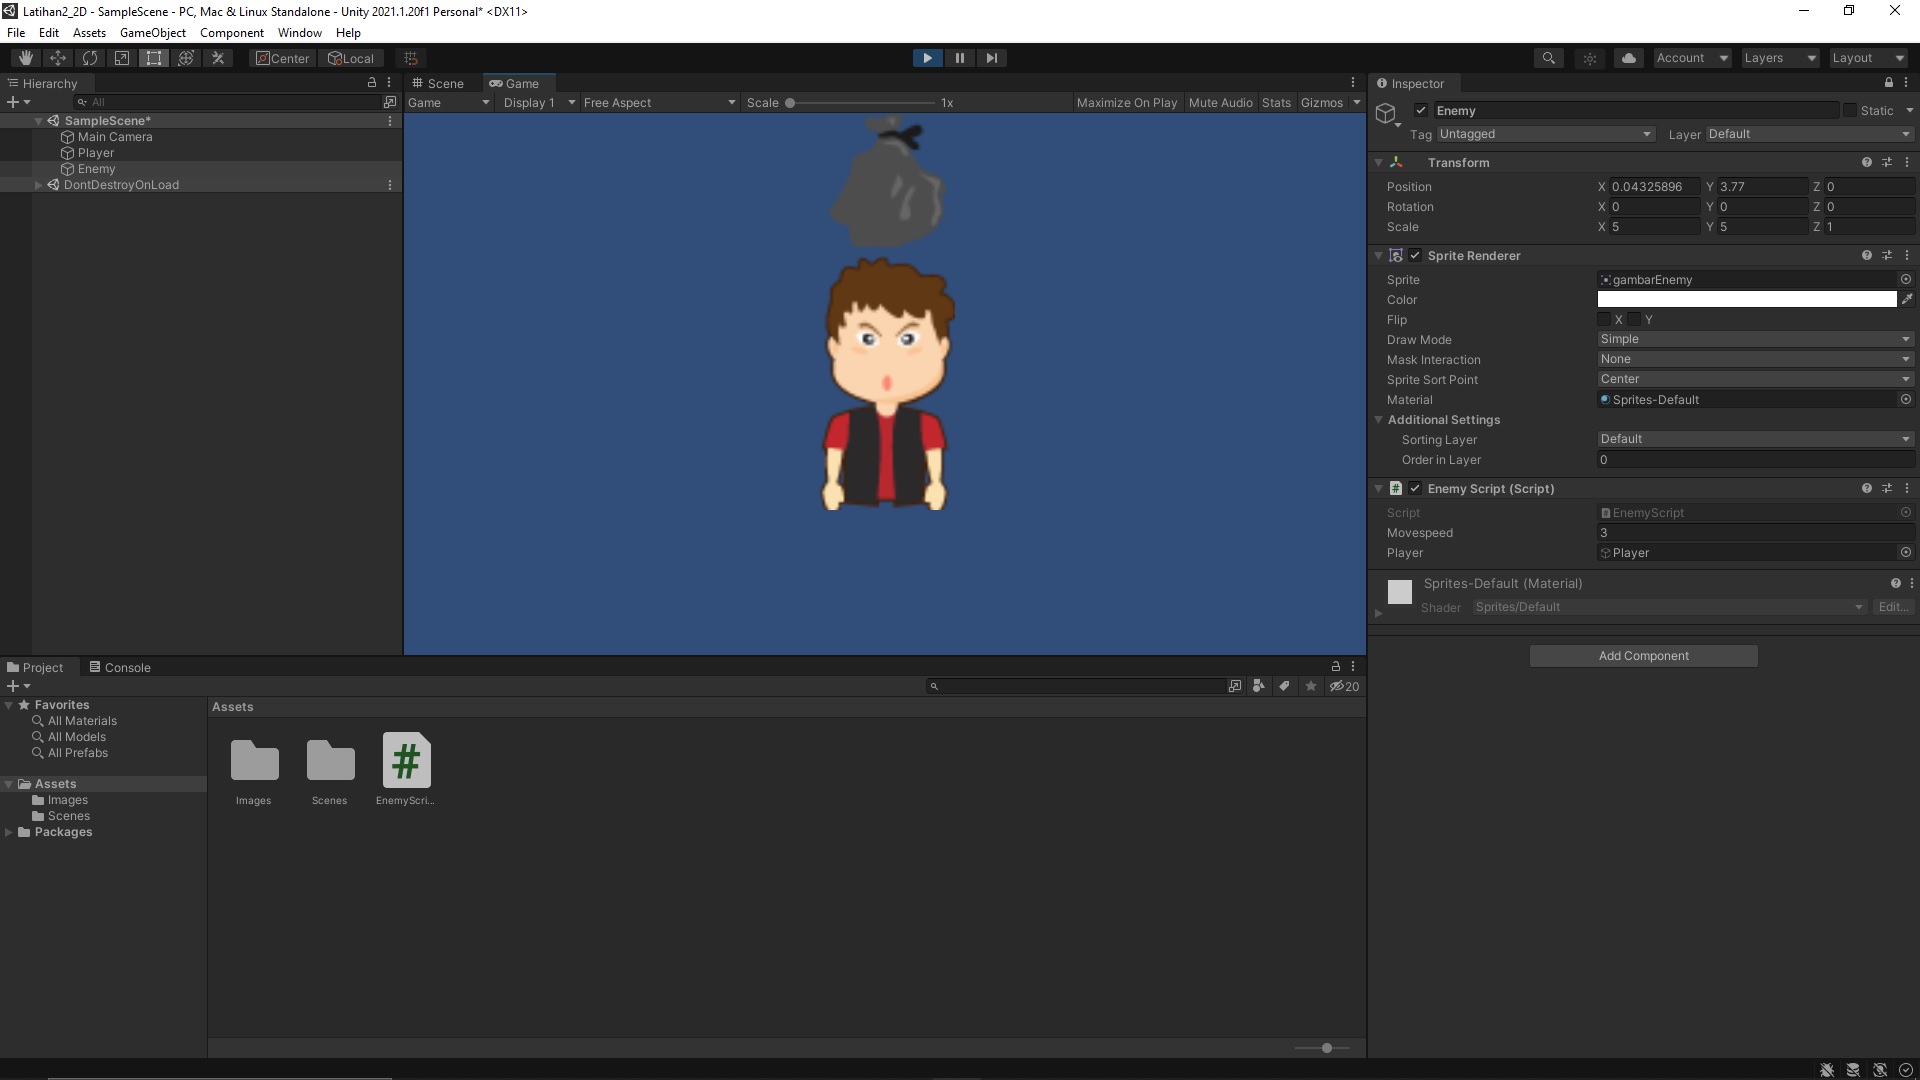 Latihan2_2D - SampleScene - PC, Mac & Linux Standalone - Unity 2021.1.20f1 Personal* <DX11>
File Edit Assets GameObject Component Window Help
Center Local Account Layers Layout
Hierarchy
All
SampleScene*
Main Camera
Player
Enemy
DontDestroyOnLoad
Scene Game
Game Display 1 Free Aspect Scale 1x Maximize On Play Mute Audio Stats Gizmos
Inspector
Enemy Static
Tag Untagged Layer Default
Transform
Position X 0.04325896 Y 3.77 Z 0
Rotation X 0 Y 0 Z 0
Scale X 5 Y 5 Z 1
Sprite Renderer
Sprite gambarEnemy
Color
Flip X Y
Draw Mode Simple
Mask Interaction None
Sprite Sort Point Center
Material Sprites-Default
Additional Settings
Sorting Layer Default
Order in Layer 0
# Enemy Script (Script)
Script EnemyScript
Movespeed 3
Player Player
Sprites-Default (Material)
Shader Sprites/Default Edit...
Add Component
Project Console
20
Favorites
All Materials
All Models
All Prefabs
Assets
Images
Scenes
Packages
Assets
#
Images Scenes EnemyScri...